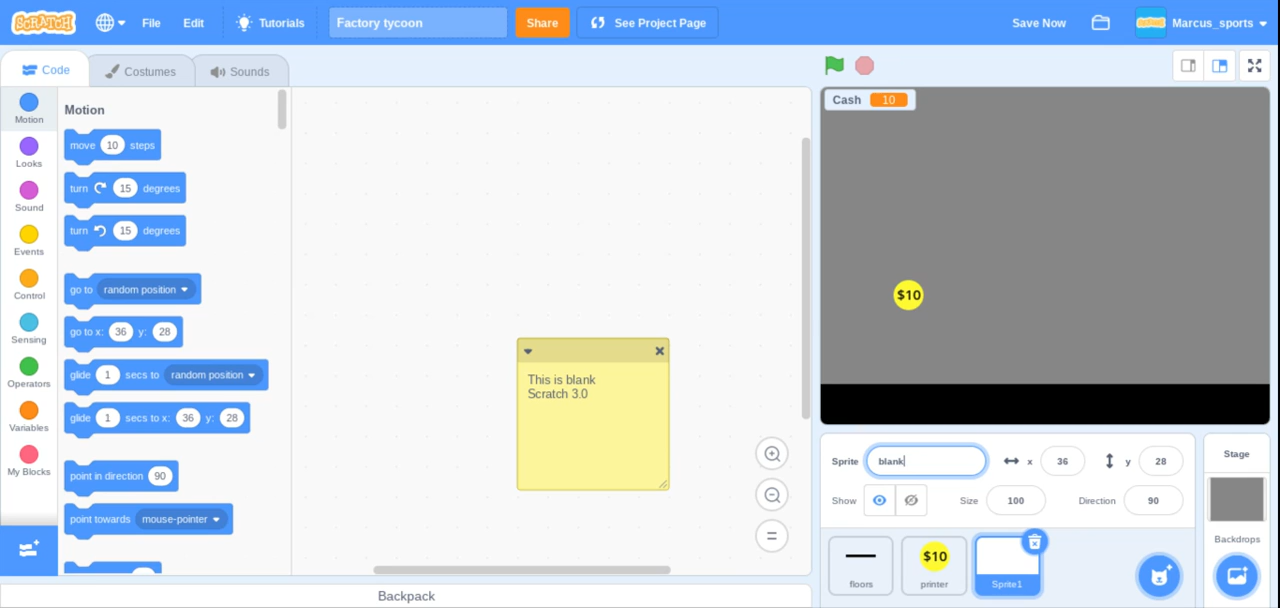 SCRATCH
File
Edit
Tutorials
Factory tycoon
Share
See Project Page
Save Now
Marcus_sports
Code
Costumes
Sounds
Motion
Looks
Sound
Events
Control
Sensing
Operators
Variables
My Blocks
Motion
move 10 steps
turn 15 degrees
turn 15 degrees
go to random position
go to x: 36 y: 28
glide 1 secs to random position
glide 1 secs to x: 36 y: 28
point in direction 90
point towards mouse-pointer
This is blank
Scratch 3.0
Backpack
Cash 10
$10
Sprite blank x 36 y 28
Show Size 100 Direction 90
floors
$10
printer
Sprite1
Stage
Backdrops